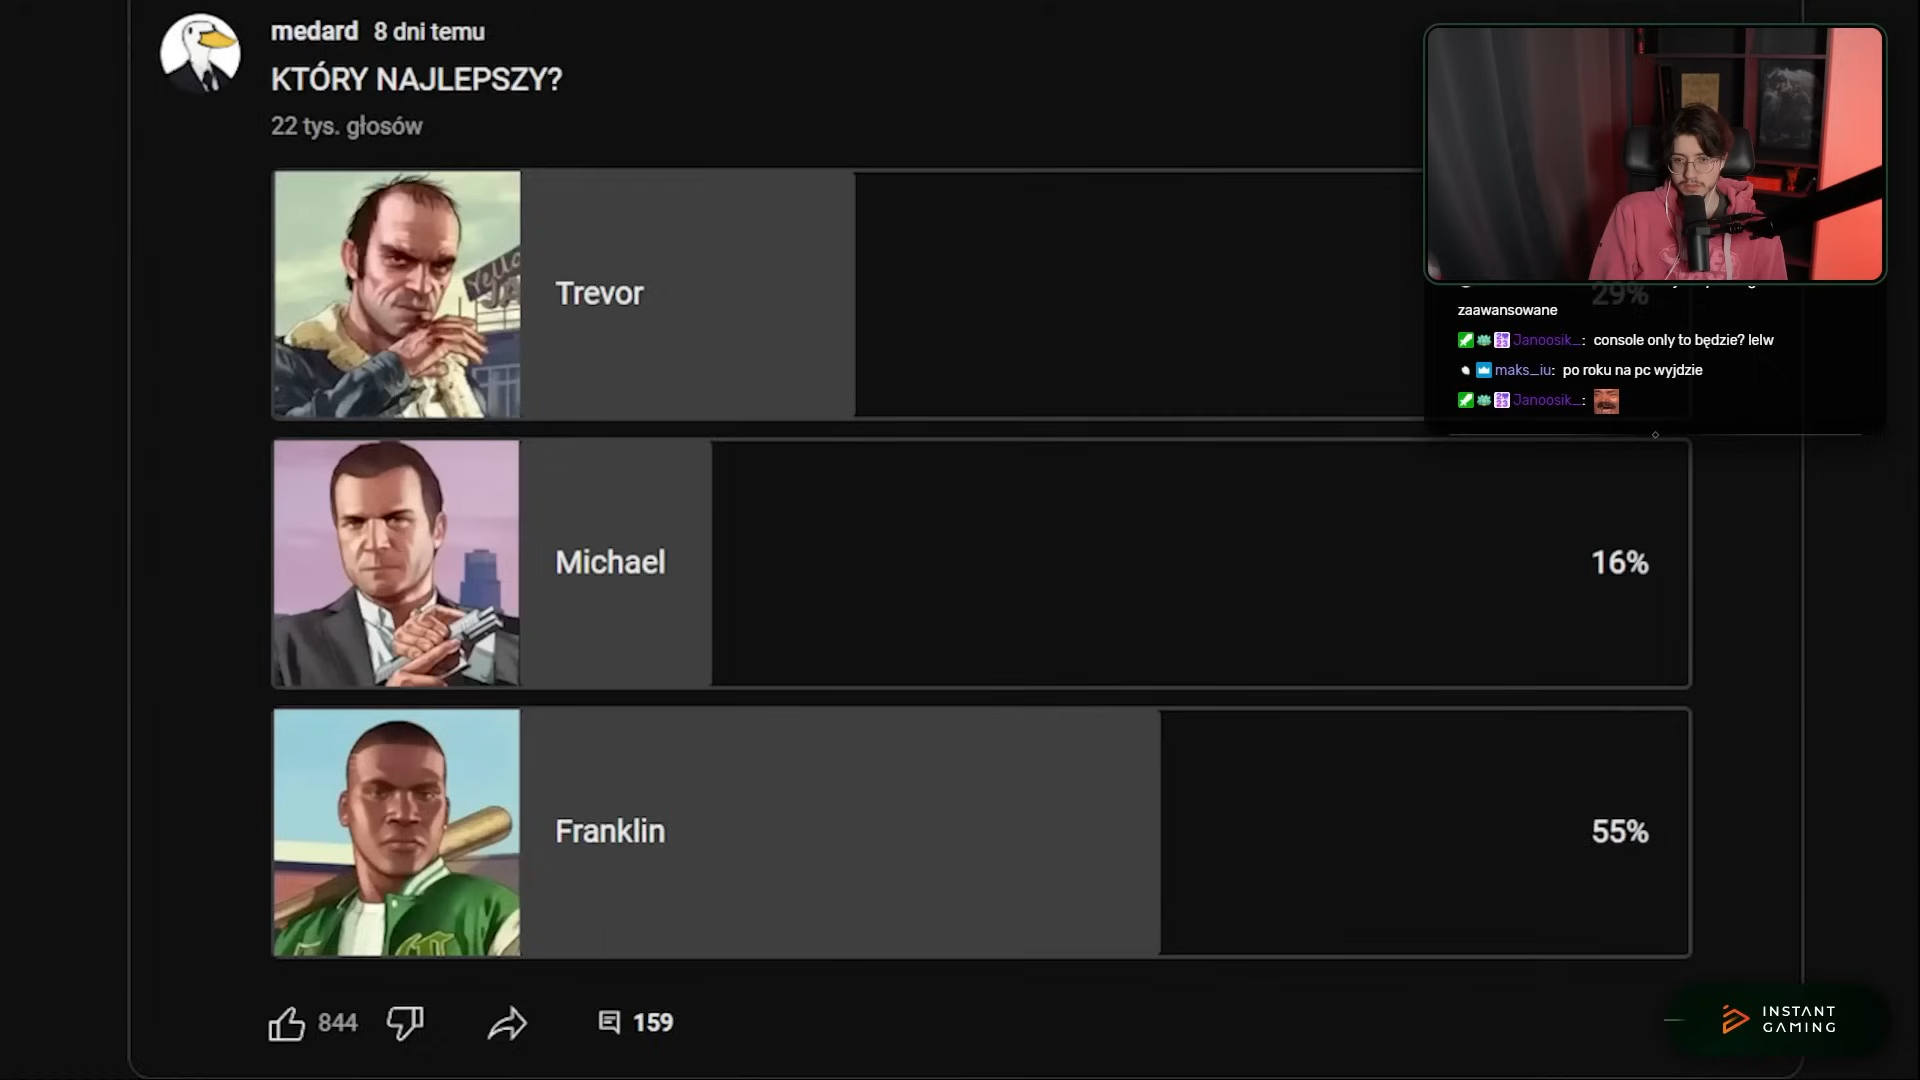 medard 8 dni temu
KTÓRY NAJLEPSZY?
22 tys. głosów
Trevor
29%
Michael
16%
Franklin
55%
844
159
zaawansowane
Janoosik_: console only to będzie? lelw
maks_iu: po roku na pc wyjdzie
Janoosik_:
INSTANT
GAMING